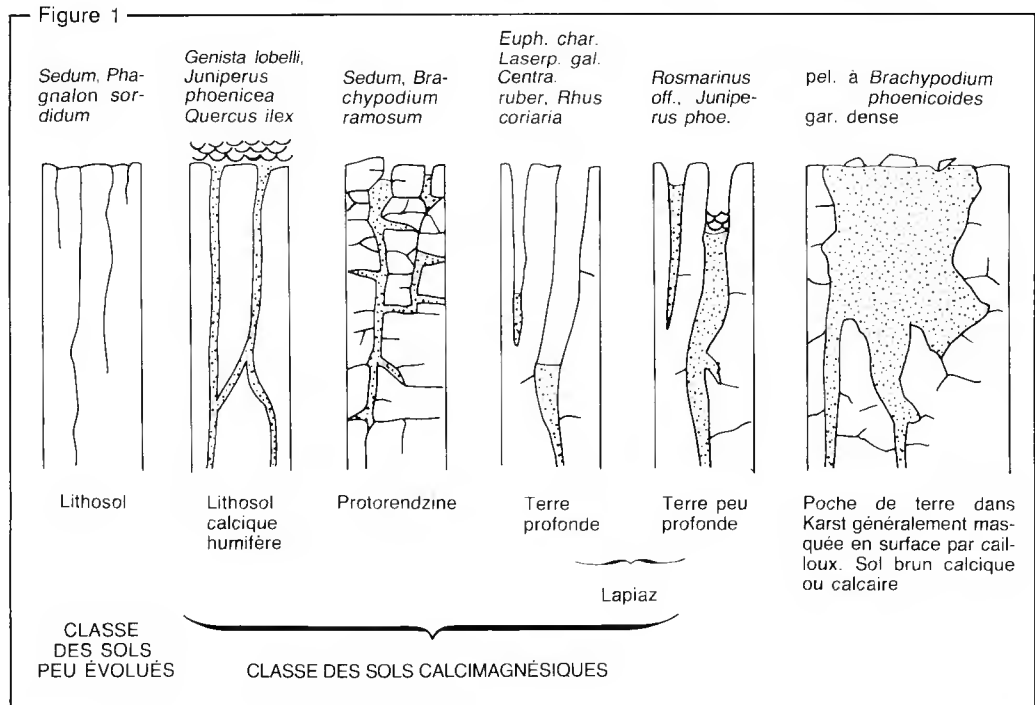 Figure 1
Sedum, Pha-
gnalon sor-
didum
Genista lobelli,
Juniperus
phoenicea
Quercus ilex
Sedum, Bra-
chypodium
ramosum
Euph. char.
Laserp. gal.
Centra.
ruber, Rhus
coriaria
Rosmarinus
off., Junipe-
rus phoe.
pel. à Brachypodium
phoenicoides
gar. dense
Lithosol
Lithosol
calcique
humifère
Protorendzine
Terre
profonde
Terre peu
profonde
Poche de terre dans
Karst généralement mas-
quée en surface par cail-
loux. Sol brun calcique
ou calcaire
Lapiaz
CLASSE
DES SOLS
PEU ÉVOLUÉS
CLASSE DES SOLS CALCIMAGNÉSIQUES